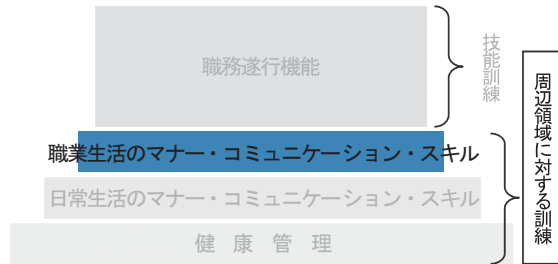 職務遂行機能
技能訓練
職業生活のマナー・コミュニケーション・スキル
日常生活のマナー・コミュニケーション・スキル
健康管理
周辺領域に対する訓練